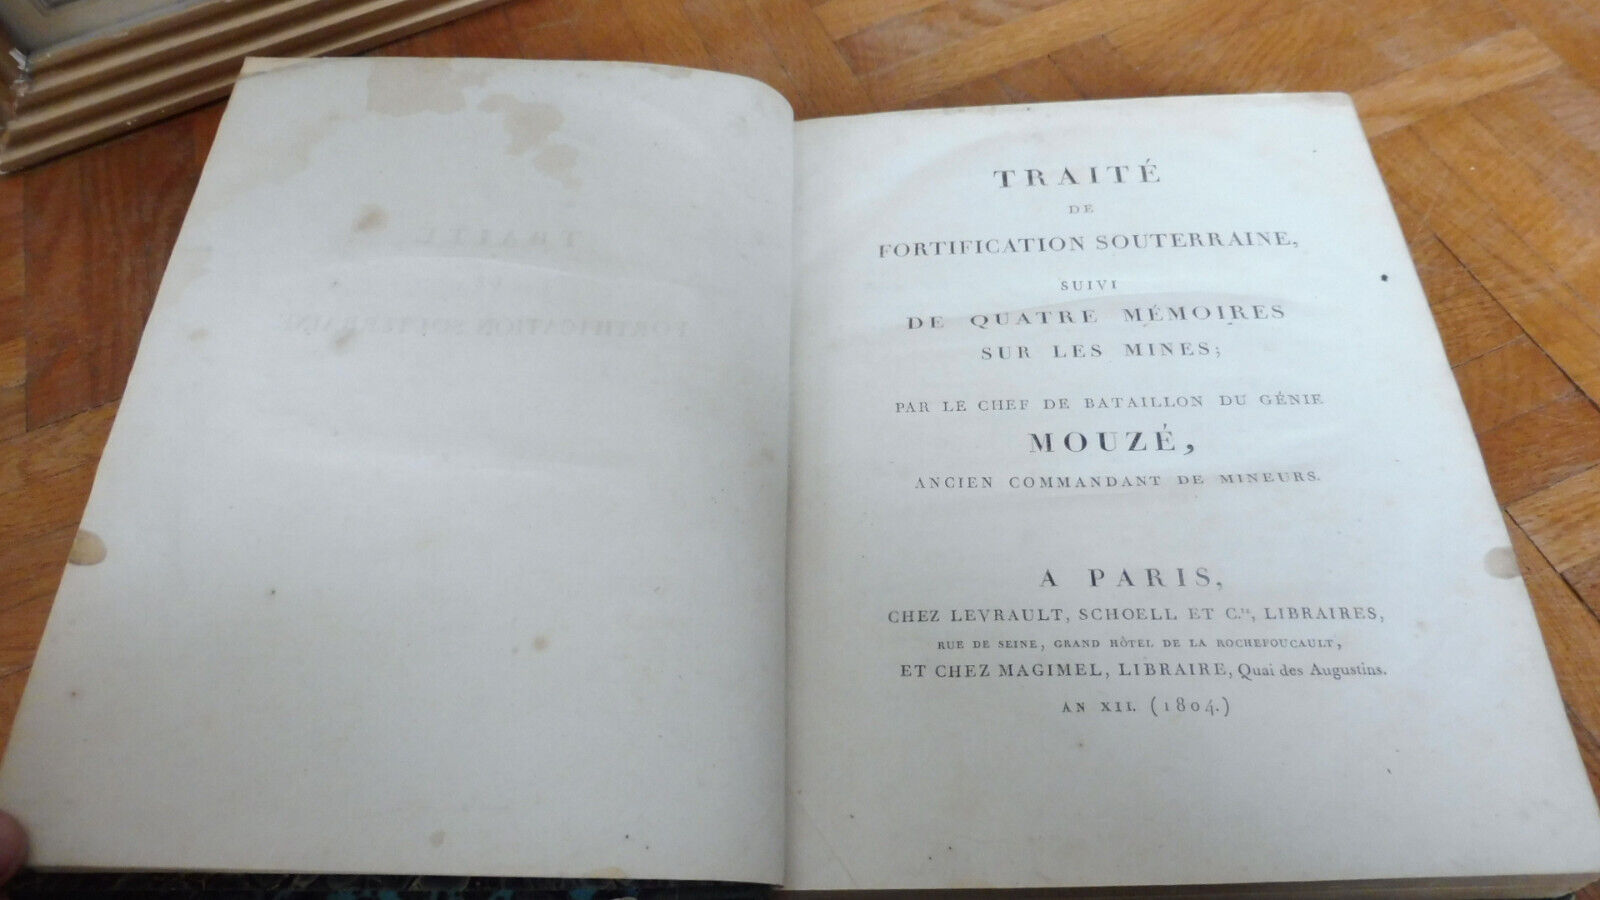 TRAITÉ
DE
FORTIFICATION SOUTERRAINE,
SUIVI
DE QUATRE MÉMOIRES
SUR LES MINES;
PAR LE CHEF DE BATAILLON DU GÉNIE
MOUZÉ,
ANCIEN COMMANDANT DE MINEURS.
A PARIS,
CHEZ LEVRAULT, SCHOELL ET C.ie, LIBRAIRES,
RUE DE SEINE, GRAND HÔTEL DE LA ROCHEFOUCAULT,
ET CHEZ MAGIMEL, LIBRAIRE, Quai des Augustins.
AN XII. (1804.)